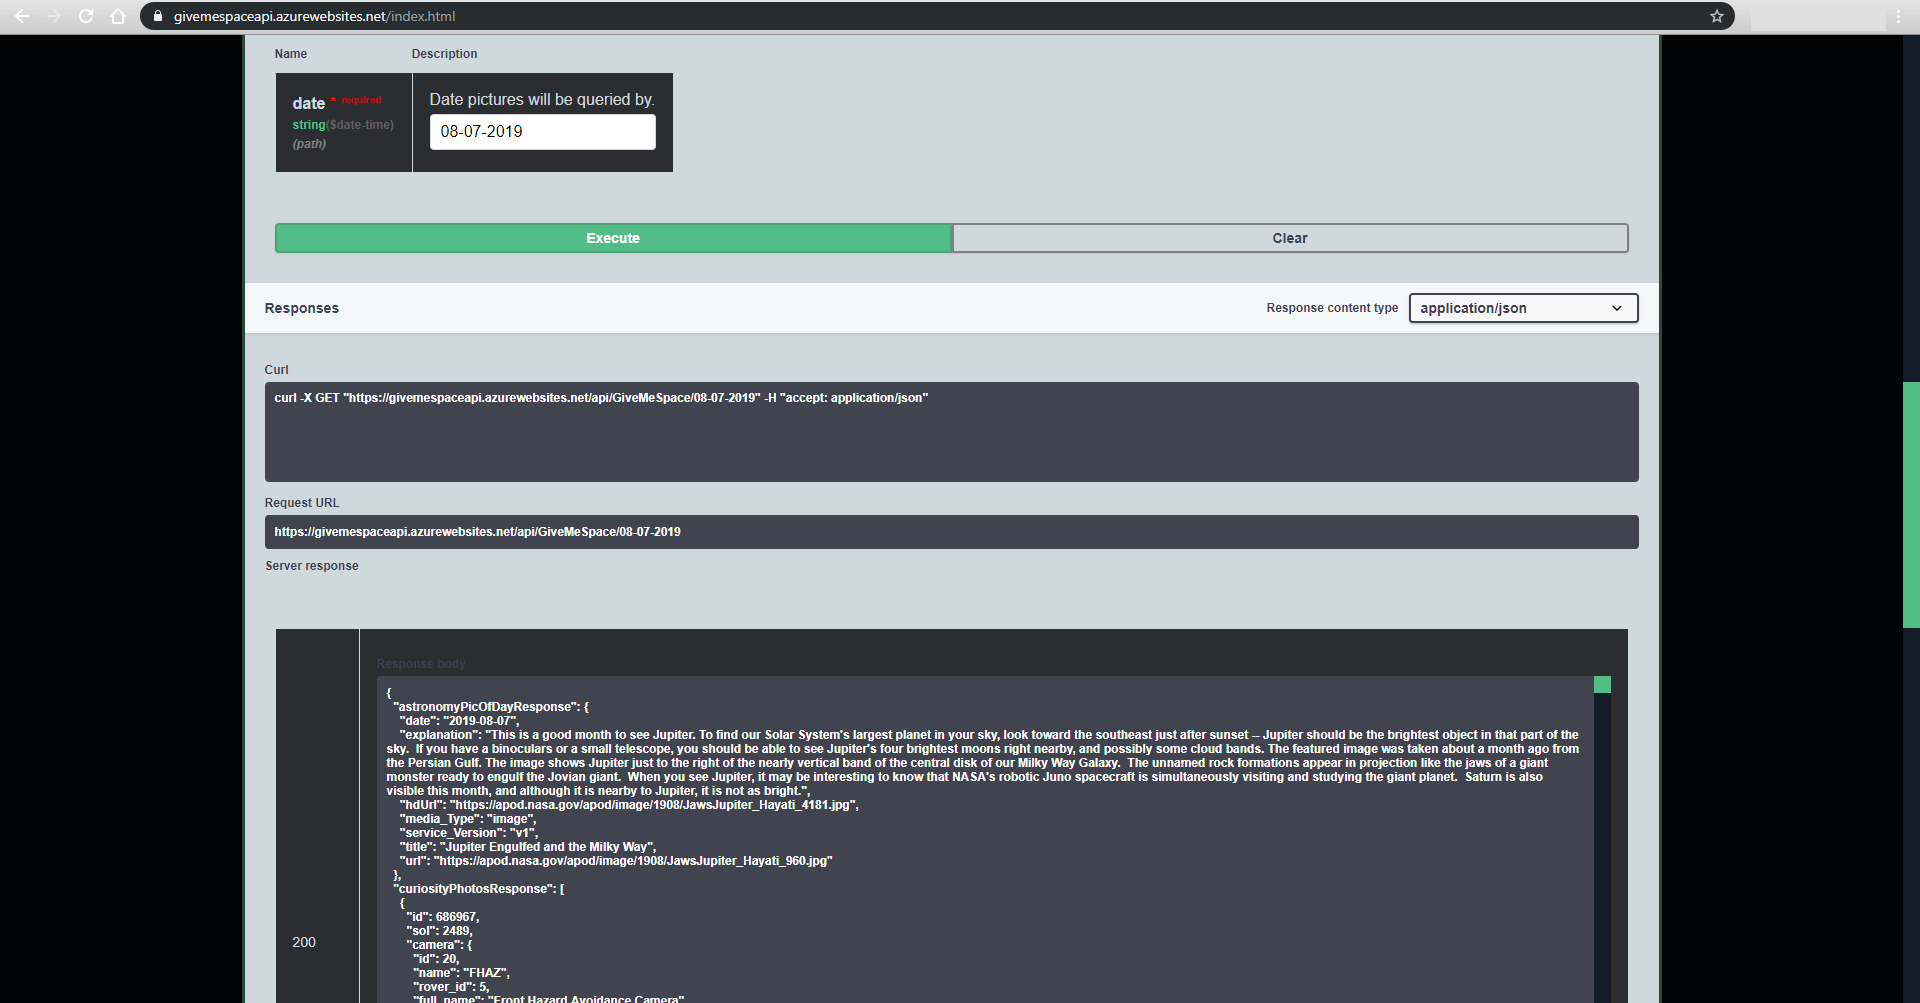 givemespaceapi.azurewebsites.net/index.html
Name Description
date * required
string($date-time)
(path)
Date pictures will be queried by.
08-07-2019
Execute Clear
Responses Response content type application/json
Curl
curl -X GET "https://givemespaceapi.azurewebsites.net/api/GiveMeSpace/08-07-2019" -H "accept: application/json"
Request URL
https://givemespaceapi.azurewebsites.net/api/GiveMeSpace/08-07-2019
Server response
200
Response body
{
"astronomyPicOfDayResponse": {
"date": "2019-08-07",
"explanation": "This is a good month to see Jupiter. To find our Solar System's largest planet in your sky, look toward the southeast just after sunset -- Jupiter should be the brightest object in that part of the
sky. If you have a binoculars or a small telescope, you should be able to see Jupiter's four brightest moons right nearby, and possibly some cloud bands. The featured image was taken about a month ago from
the Persian Gulf. The image shows Jupiter just to the right of the nearly vertical band of the central disk of our Milky Way Galaxy. The unnamed rock formations appear in projection like the jaws of a giant
monster ready to engulf the Jovian giant. When you see Jupiter, it may be interesting to know that NASA's robotic Juno spacecraft is simultaneously visiting and studying the giant planet. Saturn is also
visible this month, and although it is nearby to Jupiter, it is not as bright.",
"hdUrl": "https://apod.nasa.gov/apod/image/1908/JawsJupiter_Hayati_4181.jpg",
"media_Type": "image",
"service_Version": "v1",
"title": "Jupiter Engulfed and the Milky Way",
"url": "https://apod.nasa.gov/apod/image/1908/JawsJupiter_Hayati_960.jpg"
},
"curiosityPhotosResponse": [
{
"id": 686967,
"sol": 2489,
"camera": {
"id": 20,
"name": "FHAZ",
"rover_id": 5,
"full_name": "Front Hazard Avoidance Camera"